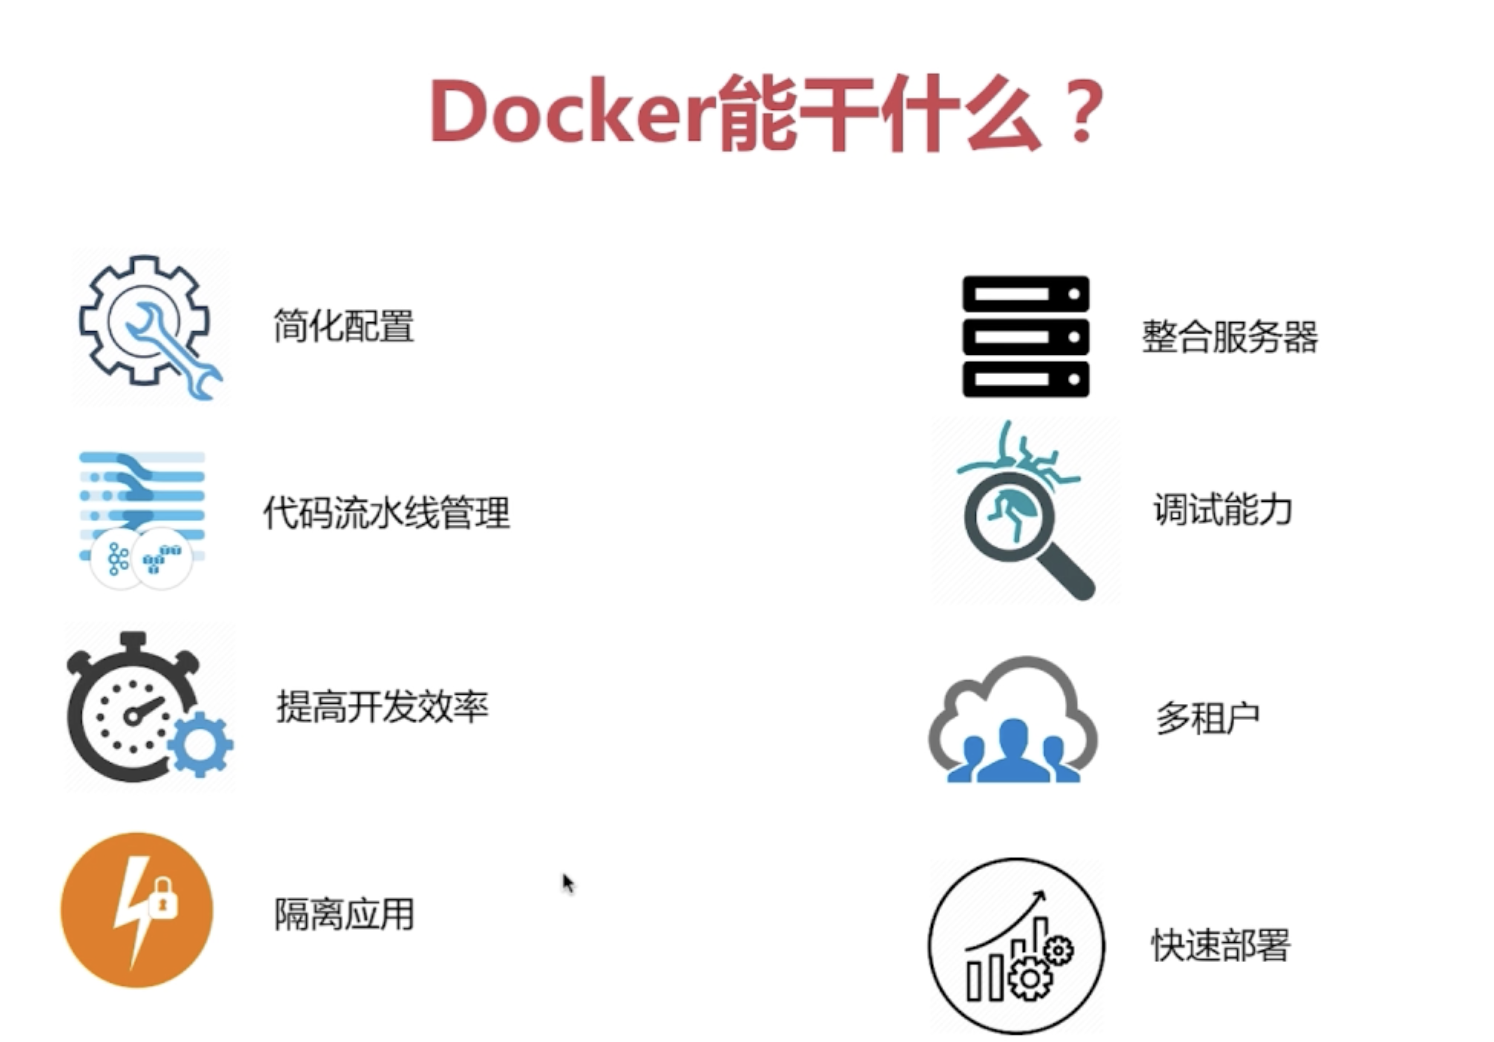 Docker能干什么？
简化配置
整合服务器
代码流水线管理
调试能力
提高开发效率
多租户
隔离应用
快速部署